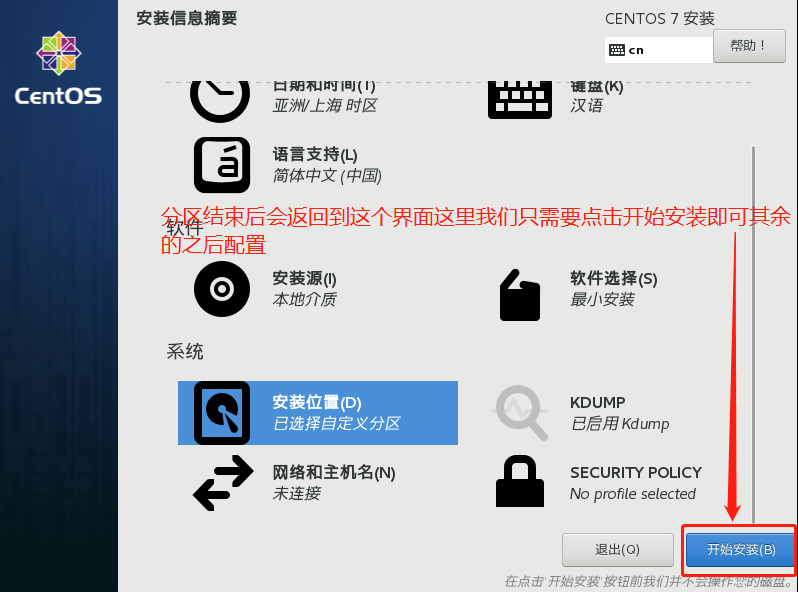 安装信息摘要
CENTOS 7 安装
cn
帮助！
CentOS
日期和时间(T)
亚洲/上海 时区
键盘(K)
汉语
语言支持(L)
简体中文 (中国)
分区结束后会返回到这个界面这里我们只需要点击开始安装即可其余
的之后配置
软件
安装源(I)
本地介质
软件选择(S)
最小安装
系统
安装位置(D)
已选择自定义分区
KDUMP
已启用 Kdump
网络和主机名(N)
未连接
SECURITY POLICY
No profile selected
退出(Q)
开始安装(B)
在点击'开始安装'按钮前我们并不会操作您的磁盘。